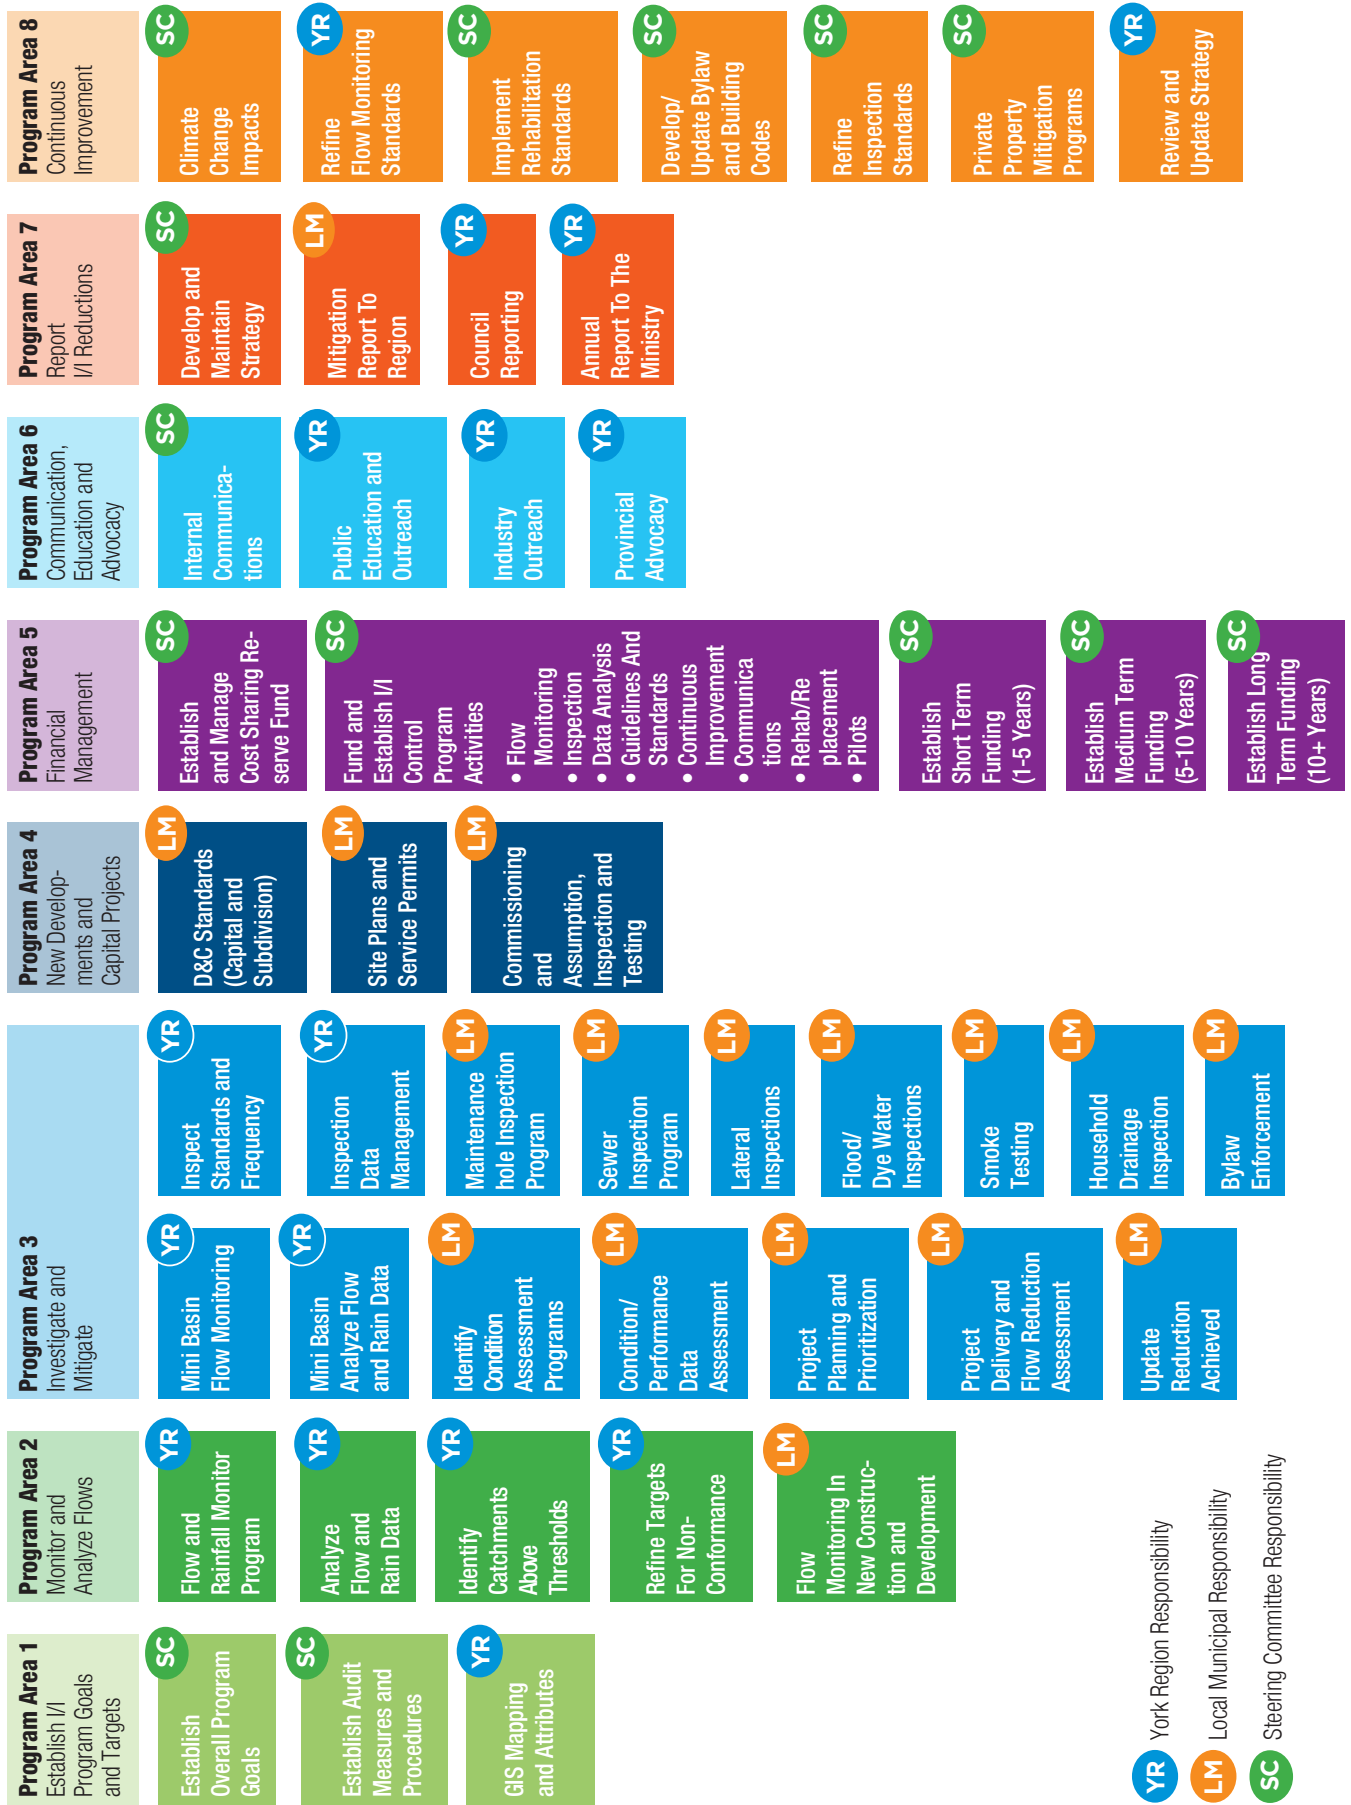 Program Area 1
Establish I/I
Program Goals
and Targets
SC
Establish
Overall Program
Goals
SC
Establish Audit
Measures and
Procedures
YR
GIS Mapping
and Attributes
Program Area 2
Monitor and
Analyze Flows
YR
Flow and
Rainfall Monitor
Program
YR
Analyze
Flow and
Rain Data
YR
Identify
Catchments
Above
Thresholds
YR
Refine Targets
For Non-
Conformance
LM
Flow
Monitoring In
New Construc-
tion and
Development
Program Area 3
Investigate and
Mitigate
YR
Mini Basin
Flow Monitoring
YR
Mini Basin
Analyze Flow
and Rain Data
LM
Identify
Condition
Assessment
Programs
LM
Condition/
Performance
Data
Assessment
LM
Project
Planning and
Prioritization
LM
Project
Delivery and
Flow Reduction
Assessment
LM
Update
Reduction
Achieved
YR
Inspect
Standards and
Frequency
YR
Inspection
Data
Management
LM
Maintenance
hole Inspection
Program
LM
Sewer
Inspection
Program
LM
Lateral
Inspections
LM
Flood/
Dye Water
Inspections
LM
Smoke
Testing
LM
Household
Drainage
Inspection
LM
Bylaw
Enforcement
Program Area 4
New Develop-
ments and
Capital Projects
LM
D&C Standards
(Capital and
Subdivision)
LM
Site Plans and
Service Permits
LM
Commissioning
and
Assumption,
Inspection and
Testing
Program Area 5
Financial
Management
SC
Establish
and Manage
Cost Sharing Re-
serve Fund
SC
Fund and
Establish I/I
Control
Program
Activities
• Flow
Monitoring
• Inspection
• Data Analysis
• Guidelines And
Standards
• Continuous
Improvement
• Communica
tions
• Rehab/Re
placement
• Pilots
SC
Establish
Short Term
Funding
(1-5 Years)
SC
Establish
Medium Term
Funding
(5-10 Years)
SC
Establish Long
Term Funding
(10+ Years)
Program Area 6
Communication,
Education and
Advocacy
SC
Internal
Communica-
tions
YR
Public
Education and
Outreach
YR
Industry
Outreach
YR
Provincial
Advocacy
Program Area 7
Report
I/I Reductions
SC
Develop and
Maintain
Strategy
LM
Mitigation
Report To
Region
YR
Council
Reporting
YR
Annual
Report To The
Ministry
Program Area 8
Continuous
Improvement
SC
Climate
Change
Impacts
YR
Refine
Flow Monitoring
Standards
SC
Implement
Rehabilitation
Standards
SC
Develop/
Update Bylaw
and Building
Codes
SC
Refine
Inspection
Standards
SC
Private
Property
Mitigation
Programs
YR
Review and
Update Strategy
YR York Region Responsibility
LM Local Municipal Responsibility
SC Steering Committee Responsibility